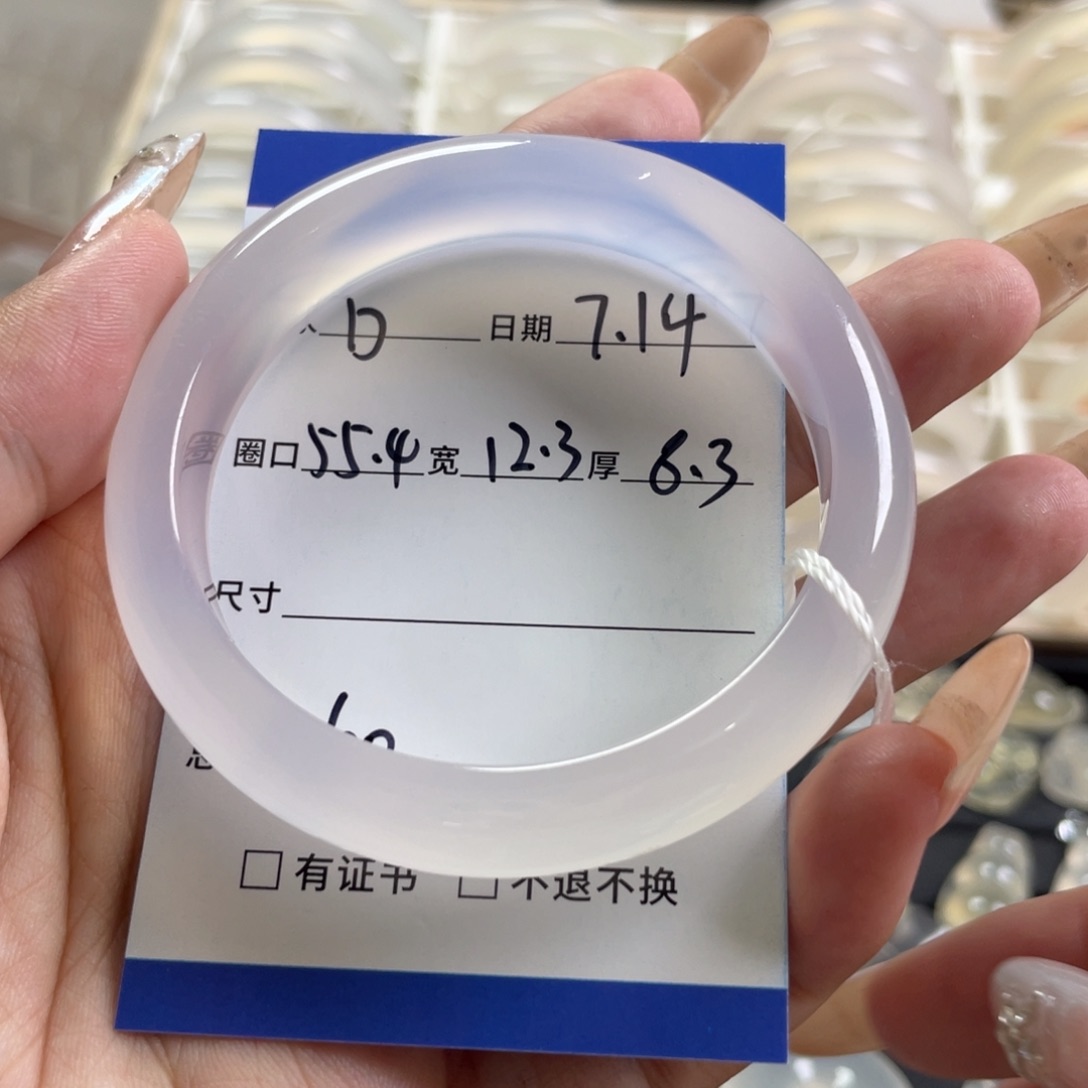 日期 7.14
圈口 55.4 宽 12.3 厚 6.3
尺寸
□ 有证书 □ 不退不换